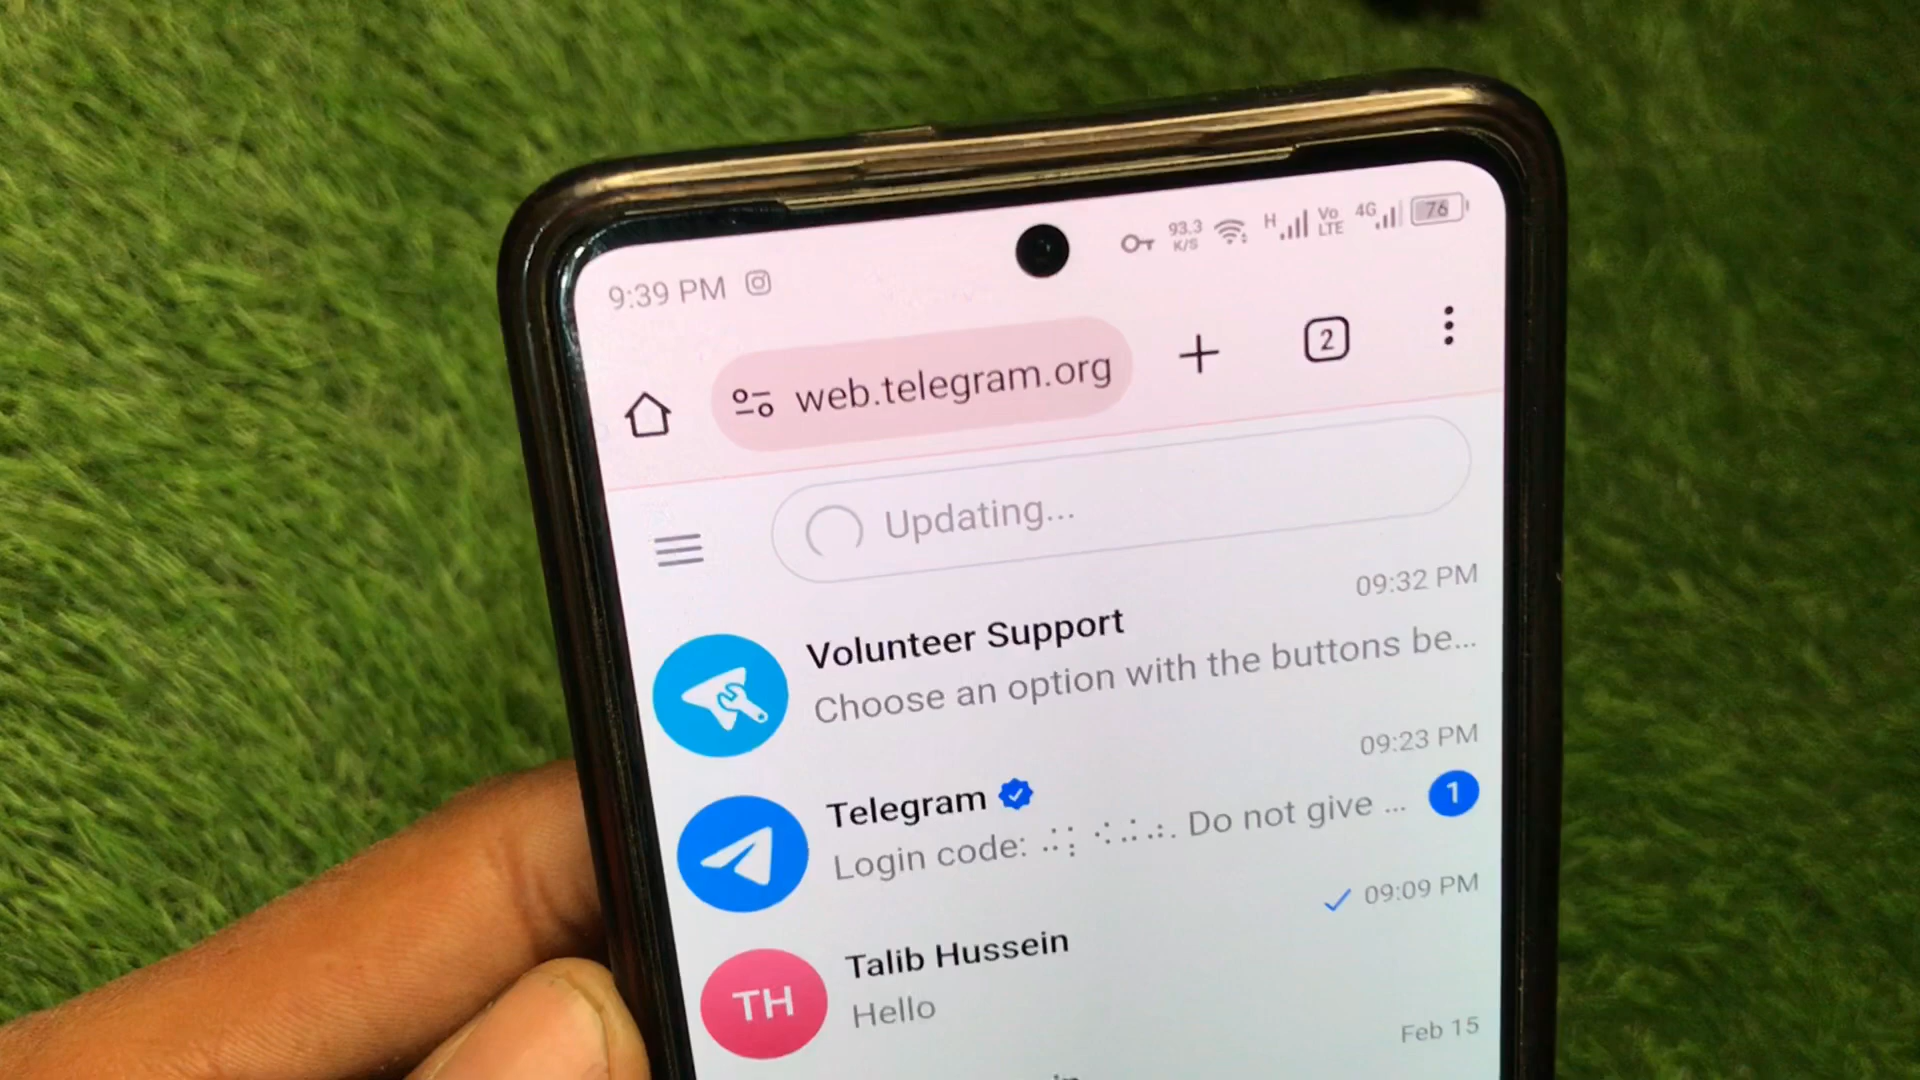 9:39 PM
93.3
K/S
H
Vo
LTE
4G
76
web.telegram.org
2
Updating...
09:32 PM
Volunteer Support
Choose an option with the buttons be...
09:23 PM
Telegram
Login code: Do not give ...
1
09:09 PM
Talib Hussein
TH
Hello
Feb 15